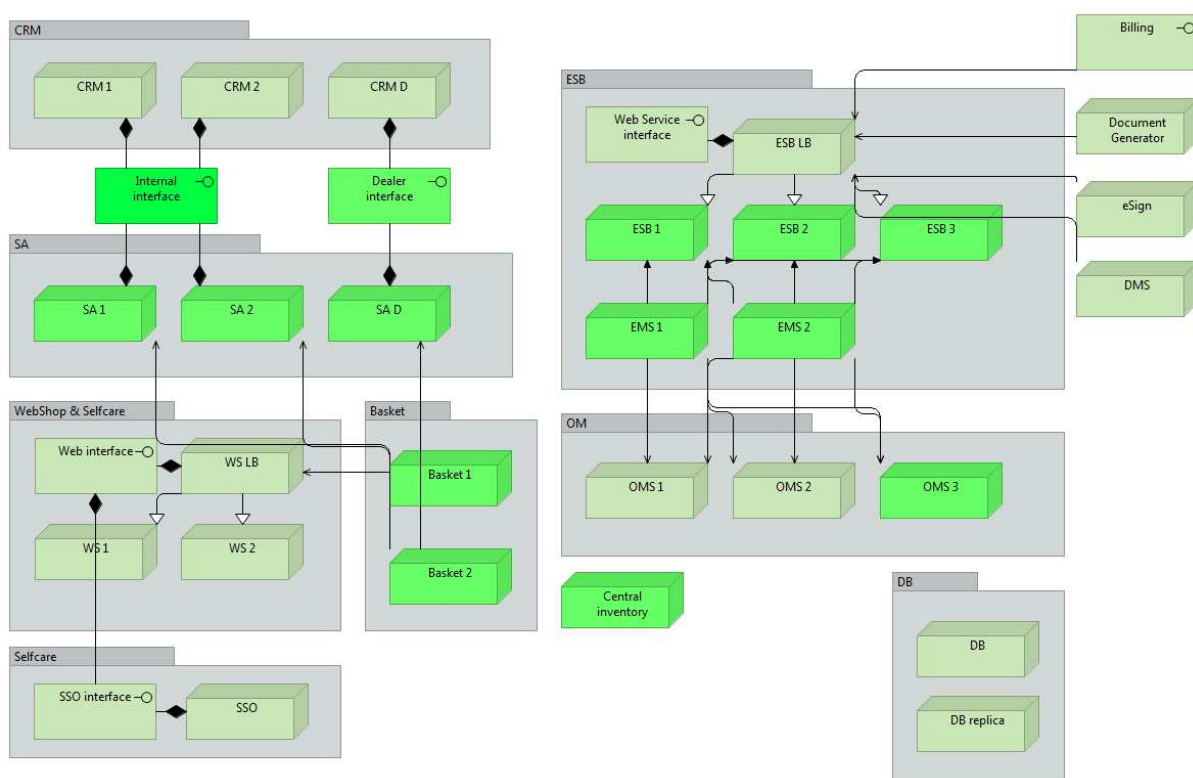 CRM
CRM 1
CRM 2
CRM D
Internal
interface
Dealer
interface
SA
SA 1
SA 2
SA D
WebShop & Selfcare
Web interface
WS LB
WS 1
WS 2
Basket
Basket 1
Basket 2
Selfcare
SSO interface
SSO
ESB
Web Service
interface
ESB LB
ESB 1
ESB 2
ESB 3
EMS 1
EMS 2
Billing
Document
Generator
eSign
DMS
OM
OMS 1
OMS 2
OMS 3
Central
inventory
DB
DB
DB replica